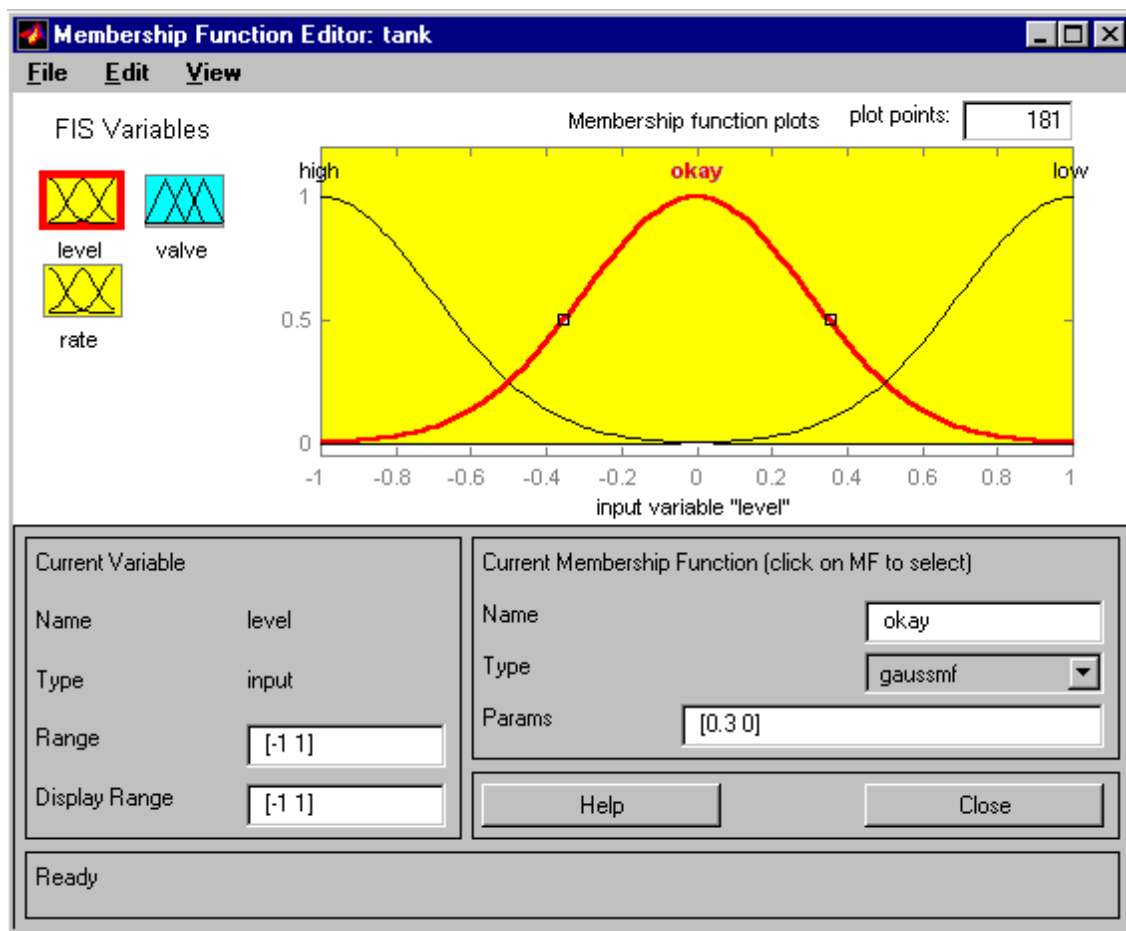 Membership Function Editor: tank
File Edit View
FIS Variables
Membership function plots plot points: 181
high okay low
level valve
rate
1
0.5
0
-1 -0.8 -0.6 -0.4 -0.2 0 0.2 0.4 0.6 0.8 1
input variable "level"
Current Variable
Name level
Type input
Range [-1 1]
Display Range [-1 1]
Current Membership Function (click on MF to select)
Name okay
Type gaussmf
Params [0.3 0]
Help Close
Ready